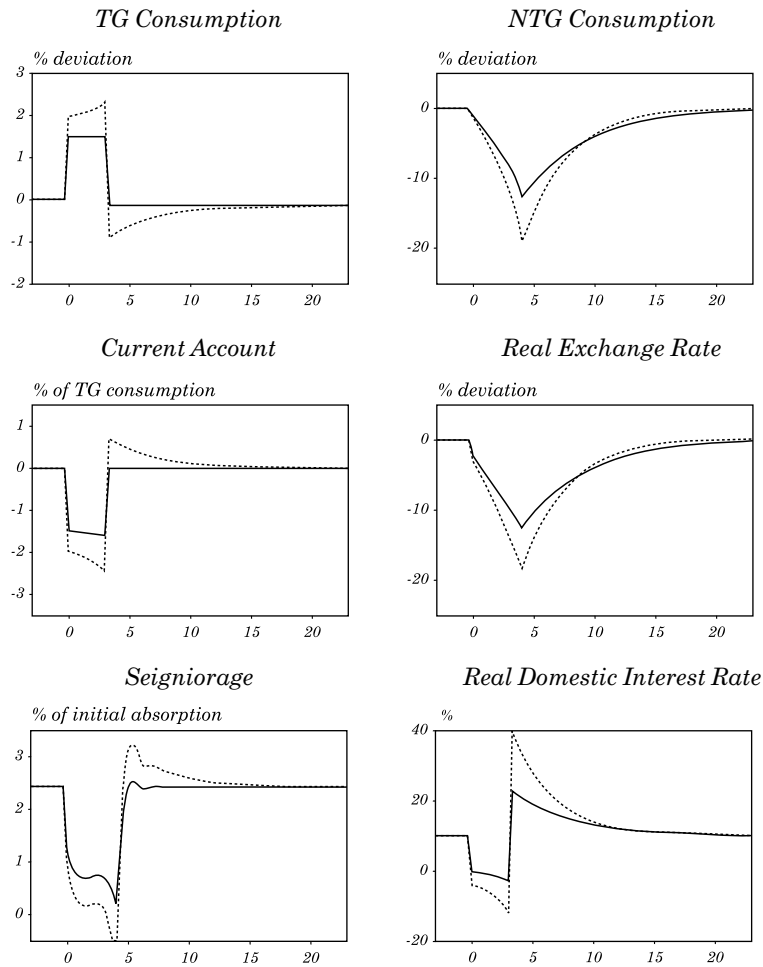 TG Consumption
% deviation
3
2
1
0
-1
-2
0 5 10 15 20
NTG Consumption
% deviation
0
-10
-20
0 5 10 15 20
Current Account
% of TG consumption
1
0
-1
-2
-3
0 5 10 15 20
Real Exchange Rate
% deviation
0
-10
-20
0 5 10 15 20
Seigniorage
% of initial absorption
3
2
1
0
0 5 10 15 20
Real Domestic Interest Rate
%
40
20
0
-20
0 5 10 15 20